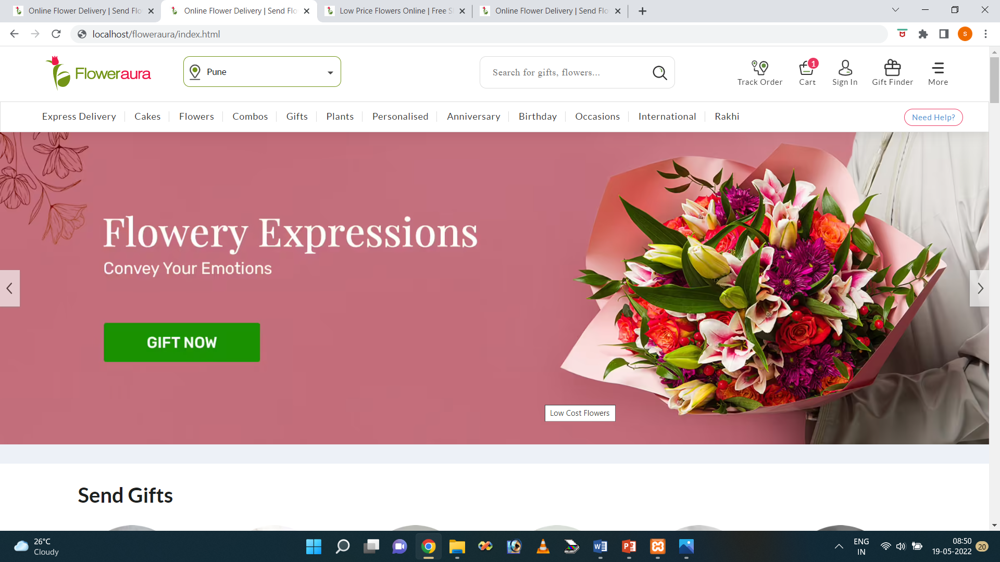 Online Flower Delivery | Send Flo
Online Flower Delivery | Send Flo
Low Price Flowers Online | Free S
Online Flower Delivery | Send Flo
localhost/floweraura/index.html
S
Floweraura
Pune
Search for gifts, flowers...
Track Order
1
Cart
Sign In
Gift Finder
More
Express Delivery
Cakes
Flowers
Combos
Gifts
Plants
Personalised
Anniversary
Birthday
Occasions
International
Rakhi
Need Help?
Flowery Expressions
Convey Your Emotions
GIFT NOW
Low Cost Flowers
Send Gifts
26°C
Cloudy
ENG
IN
08:50
19-05-2022
20